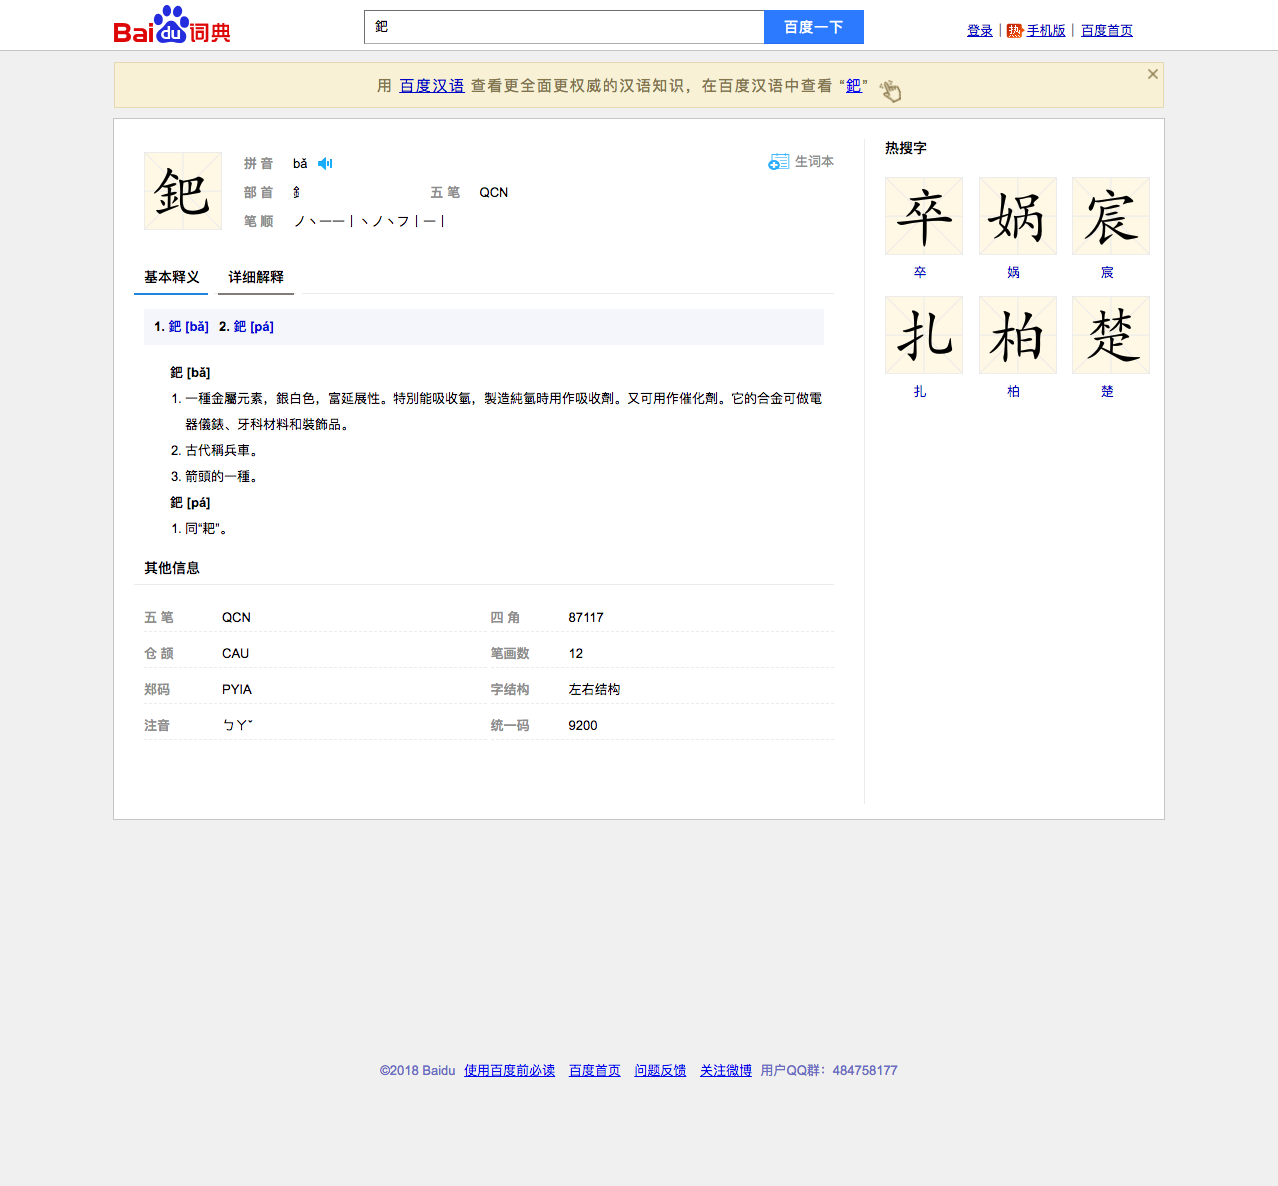 Bai du 词典
鈀
百度一下
登录 | 热 手机版 | 百度首页
用 百度汉语 查看更全面更权威的汉语知识，在百度汉语中查看 “鈀”
鈀
拼 音 bǎ
生词本
部 首 釒 五 笔 QCN
笔 顺 ノ丶一一丨丶ノ丶フ丨一丨
基本释义 详细解释
1. 鈀 [bǎ] 2. 鈀 [pá]
鈀 [bǎ]
1. 一種金屬元素，銀白色，富延展性。特別能吸收氫，製造純氫時用作吸收劑。又可用作催化劑。它的合金可做電
器儀錶、牙科材料和裝飾品。
2. 古代稱兵車。
3. 箭頭的一種。
鈀 [pá]
1. 同“耙”。
其他信息
五 笔 QCN 四 角 87117
仓 颉 CAU 笔画数 12
郑码 PYIA 字结构 左右结构
注音 ㄅㄚˇ 统一码 9200
热搜字
卒 娲 宸
卒 娲 宸
扎 柏 楚
扎 柏 楚
©2018 Baidu 使用百度前必读 百度首页 问题反馈 关注微博 用户QQ群：484758177